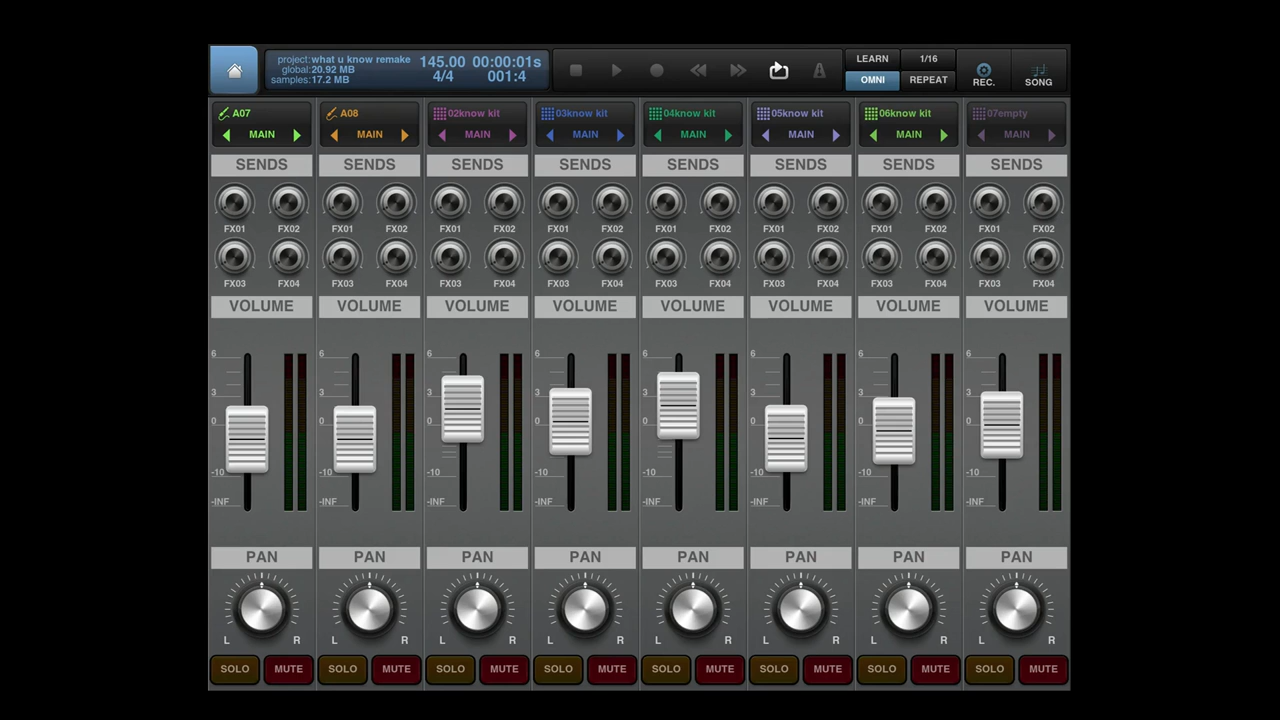 project:what u know remake
global:20.92 MB
samples:17.2 MB
145.00 00:00:01s
4/4 001:4
LEARN 1/16
OMNI REPEAT
REC. SONG
A07 A08 02know kit 03know kit 04know kit 05know kit 06know kit 07empty
MAIN MAIN MAIN MAIN MAIN MAIN MAIN MAIN
SENDS SENDS SENDS SENDS SENDS SENDS SENDS SENDS
FX01 FX02 FX01 FX02 FX01 FX02 FX01 FX02 FX01 FX02 FX01 FX02 FX01 FX02 FX01 FX02
FX03 FX04 FX03 FX04 FX03 FX04 FX03 FX04 FX03 FX04 FX03 FX04 FX03 FX04 FX03 FX04
VOLUME VOLUME VOLUME VOLUME VOLUME VOLUME VOLUME VOLUME
6 6 6 6 6 6 6 6
3 3 3 3 3 3 3 3
0 0 0 0 0 0 0 0
-10 -10 -10 -10 -10 -10 -10 -10
-INF -INF -INF -INF -INF -INF -INF -INF
PAN PAN PAN PAN PAN PAN PAN PAN
L R L R L R L R L R L R L R L R
SOLO MUTE SOLO MUTE SOLO MUTE SOLO MUTE SOLO MUTE SOLO MUTE SOLO MUTE SOLO MUTE